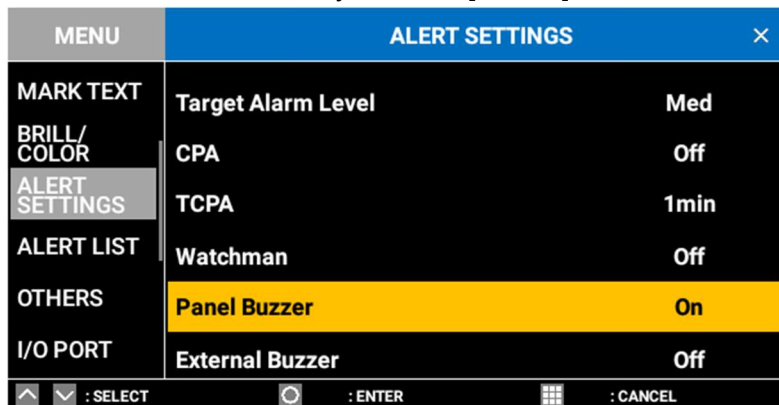 MENU
ALERT SETTINGS ×
MARK TEXT
BRILL/
COLOR
ALERT
SETTINGS
ALERT LIST
OTHERS
I/O PORT
Target Alarm Level Med
CPA Off
TCPA 1min
Watchman Off
Panel Buzzer On
External Buzzer Off
: SELECT : ENTER : CANCEL